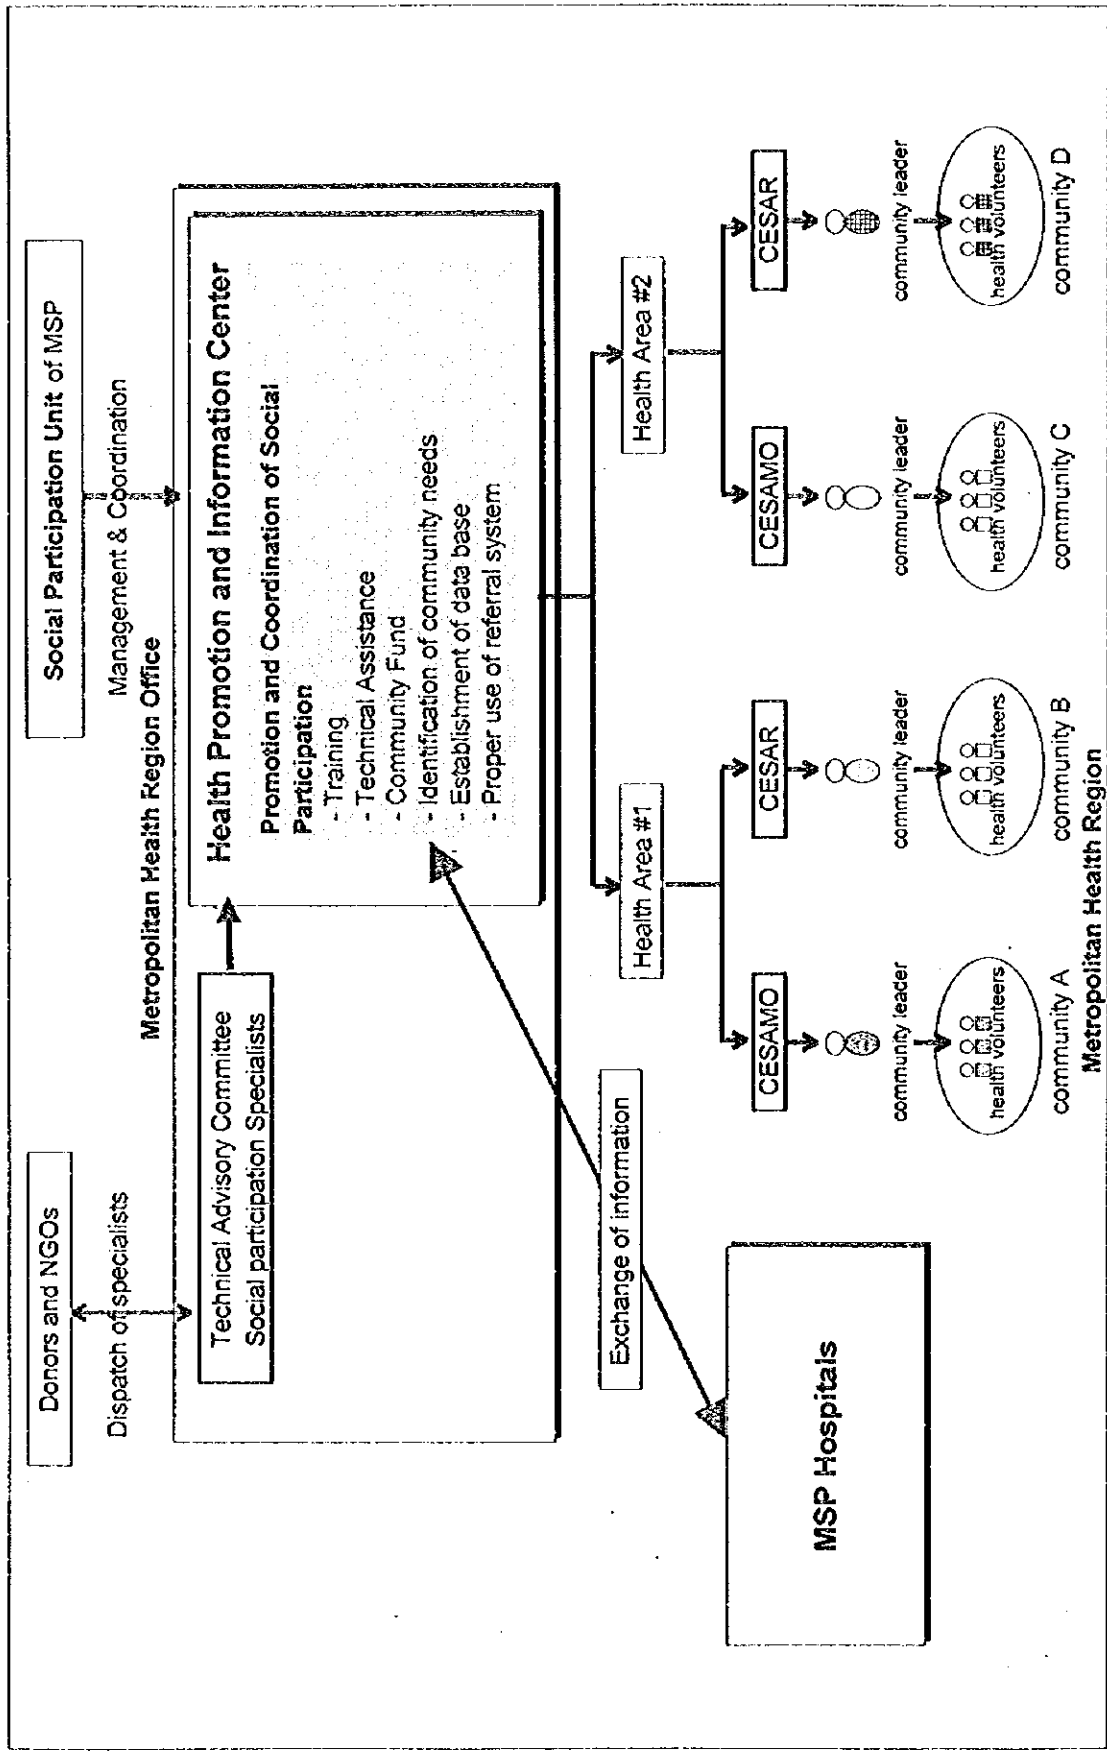 Donors and NGOs
Social Participation Unit of MSP
Dispatch of specialists
Management & Coordination
Metropolitan Health Region Office
Technical Advisory Committee
Social participation Specialists
Health Promotion and Information Center
Promotion and Coordination of Social
Participation
- Training
- Technical Assistance
- Community Fund
- Identification of community needs
- Establishment of data base
- Proper use of referral system
Exchange of information
MSP Hospitals
Health Area #1
Health Area #2
CESAMO
CESAR
CESAMO
CESAR
community leader
community leader
community leader
community leader
health volunteers
health volunteers
health volunteers
health volunteers
community A
community B
community C
community D
Metropolitan Health Region